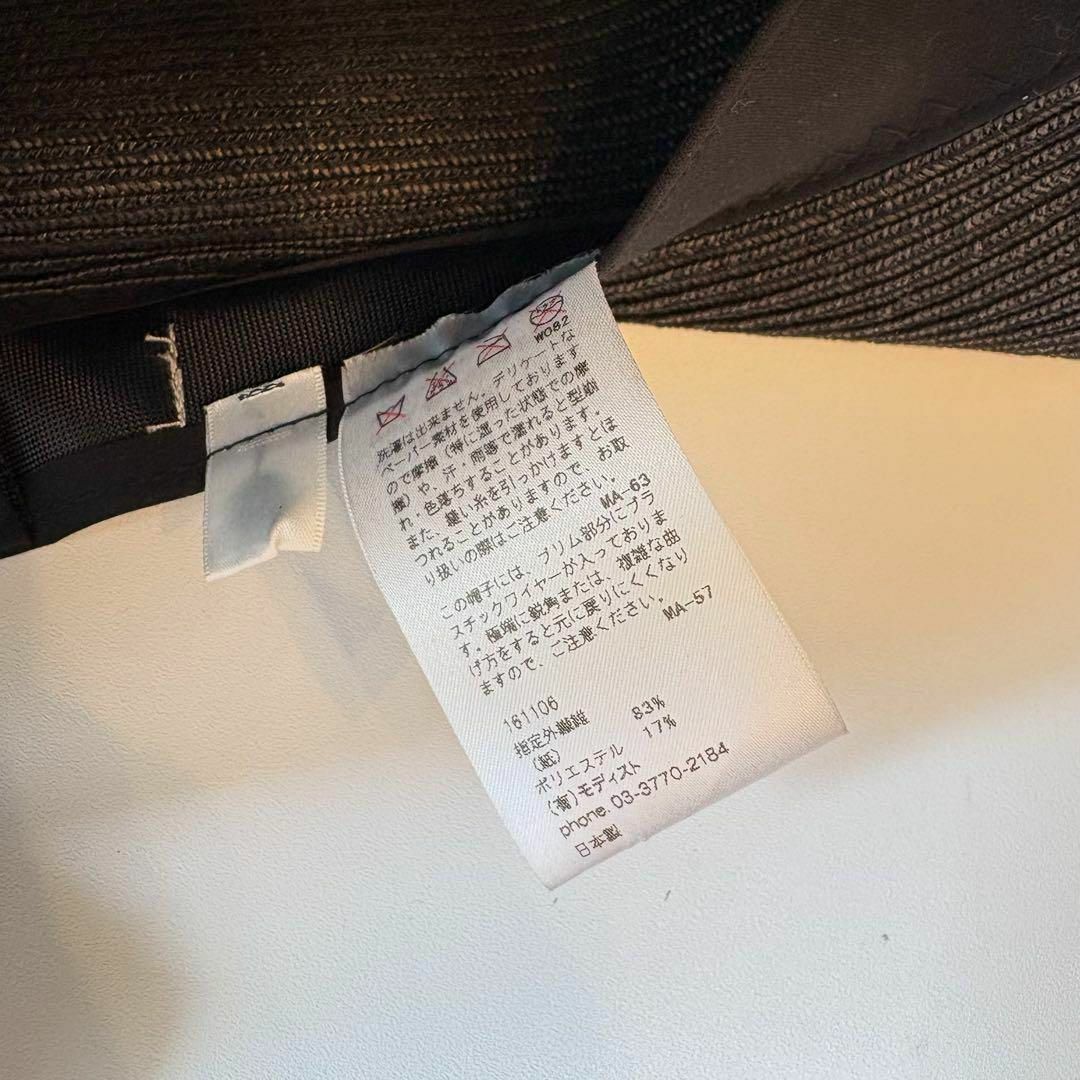 W.O.8.2
洗濯は出来ません。デリケートな
ペーパー素材を使用しております
ので摩擦(特に湿った状態での摩
擦)や、汗・雨等で濡れると型崩
れ・色落ちすることがあります。
また、縫い糸を引っかけますとほ
つれることがありますので、お取
り扱いの際はご注意ください。
MA-63
この帽子には、ブリム部分にプラ
スチックワイヤーが入っておりま
す。極端に鋭角または、複雑な曲
げ方をすると元に戻りにくくなり
ますので、ご注意ください。
MA-57
161106
指定外繊維 83%
(紙)
ポリエステル 17%
(有)モディスト
phone. 03-3770-2184
日本製